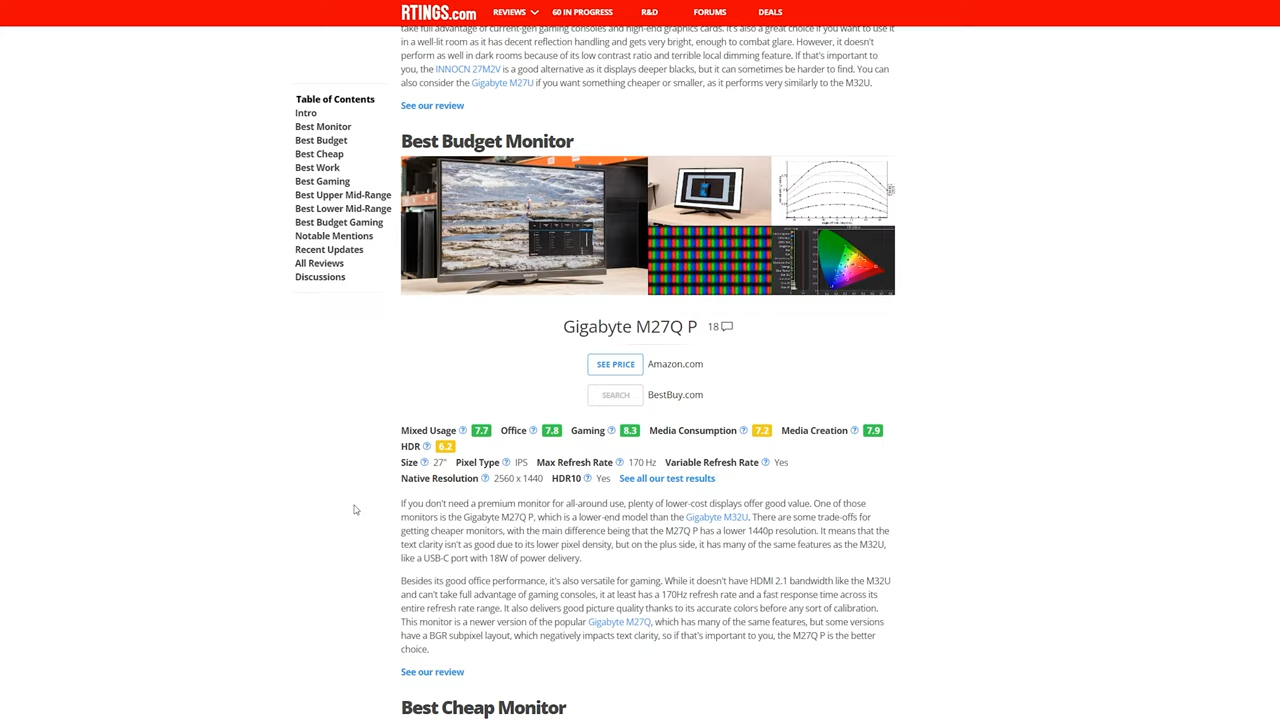 RTINGS.com
REVIEWS
60 IN PROGRESS
R&D
FORUMS
DEALS
take full advantage of current-gen gaming consoles and high-end graphics cards. It's also a great choice if you want to use it
in a well-lit room as it has decent reflection handling and gets very bright, enough to combat glare. However, it doesn't
perform as well in dark rooms because of its low contrast ratio and terrible local dimming feature. If that's important to
you, the INNOCN 27M2V is a good alternative as it displays deeper blacks, but it can sometimes be harder to find. You can
also consider the Gigabyte M27U if you want something cheaper or smaller, as it performs very similarly to the M32U.
See our review
Table of Contents
Intro
Best Monitor
Best Budget
Best Cheap
Best Work
Best Gaming
Best Upper Mid-Range
Best Lower Mid-Range
Best Budget Gaming
Notable Mentions
Recent Updates
All Reviews
Discussions
Best Budget Monitor
Gigabyte M27Q P 18
SEE PRICE Amazon.com
SEARCH BestBuy.com
Mixed Usage 7.7 Office 7.8 Gaming 8.3 Media Consumption 7.2 Media Creation 7.9
HDR 6.2
Size 27" Pixel Type IPS Max Refresh Rate 170 Hz Variable Refresh Rate Yes
Native Resolution 2560 x 1440 HDR10 Yes See all our test results
If you don't need a premium monitor for all-around use, plenty of lower-cost displays offer good value. One of those
monitors is the Gigabyte M27Q P, which is a lower-end model than the Gigabyte M32U. There are some trade-offs for
getting cheaper monitors, with the main difference being that the M27Q P has a lower 1440p resolution. It means that the
text clarity isn't as good due to its lower pixel density, but on the plus side, it has many of the same features as the M32U,
like a USB-C port with 18W of power delivery.
Besides its good office performance, it's also versatile for gaming. While it doesn't have HDMI 2.1 bandwidth like the M32U
and can't take full advantage of gaming consoles, it at least has a 170Hz refresh rate and a fast response time across its
entire refresh rate range. It also delivers good picture quality thanks to its accurate colors before any sort of calibration.
This monitor is a newer version of the popular Gigabyte M27Q, which has many of the same features, but some versions
have a BGR subpixel layout, which negatively impacts text clarity, so if that's important to you, the M27Q P is the better
choice.
See our review
Best Cheap Monitor